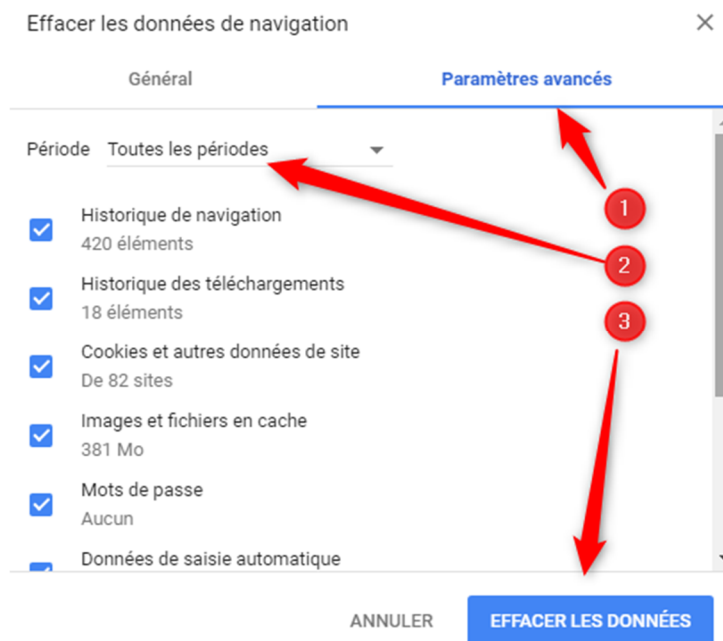 Effacer les données de navigation
Général
Paramètres avancés
Période Toutes les périodes
1
Historique de navigation
420 éléments
2
Historique des téléchargements
18 éléments
3
Cookies et autres données de site
De 82 sites
Images et fichiers en cache
381 Mo
Mots de passe
Aucun
Données de saisie automatique
ANNULER
EFFACER LES DONNÉES